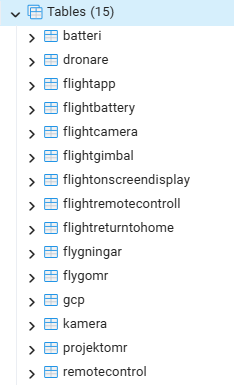 Tables (15)
batteri
dronare
flightapp
flightbattery
flightcamera
flightgimbal
flightonscreendisplay
flightremotecontroll
flightreturntohome
flygningar
flygomr
gcp
kamera
projektomr
remotecontrol